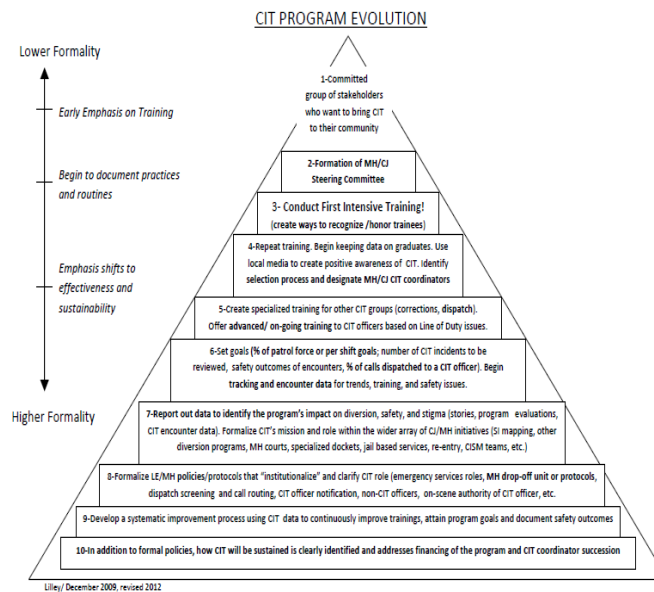 CIT PROGRAM EVOLUTION
Lower Formality
Early Emphasis on Training
Begin to document practices
and routines
Emphasis shifts to
effectiveness and
sustainability
Higher Formality
1-Committed
group of stakeholders
who want to bring CIT
to their community
2-Formation of MH/CJ
Steering Committee
3- Conduct First Intensive Training!
(create ways to recognize /honor trainees)
4-Repeat training. Begin keeping data on graduates. Use
local media to create positive awareness of CIT. Identify
selection process and designate MH/CJ CIT coordinators
5-Create specialized training for other CIT groups (corrections, dispatch).
Offer advanced/ on-going training to CIT officers based on Line of Duty issues.
6-Set goals (% of patrol force or per shift goals; number of CIT incidents to be
reviewed, safety outcomes of encounters, % of calls dispatched to a CIT officer). Begin
tracking and encounter data for trends, training, and safety issues.
7-Report out data to identify the program's impact on diversion, safety, and stigma (stories, program evaluations,
CIT encounter data). Formalize CIT's mission and role within the wider array of CJ/MH initiatives (SI mapping, other
diversion programs, MH courts, specialized dockets, jail based services, re-entry, CISM teams, etc.)
8-Formalize LE/MH policies/protocols that "institutionalize" and clarify CIT role (emergency services roles, MH drop-off unit or protocols,
dispatch screening and call routing, CIT officer notification, non-CIT officers, on-scene authority of CIT officer, etc.
9-Develop a systematic improvement process using CIT data to continuously improve trainings, attain program goals and document safety outcomes
10-In addition to formal policies, how CIT will be sustained is clearly identified and addresses financing of the program and CIT coordinator succession
Lilley/ December 2009, revised 2012